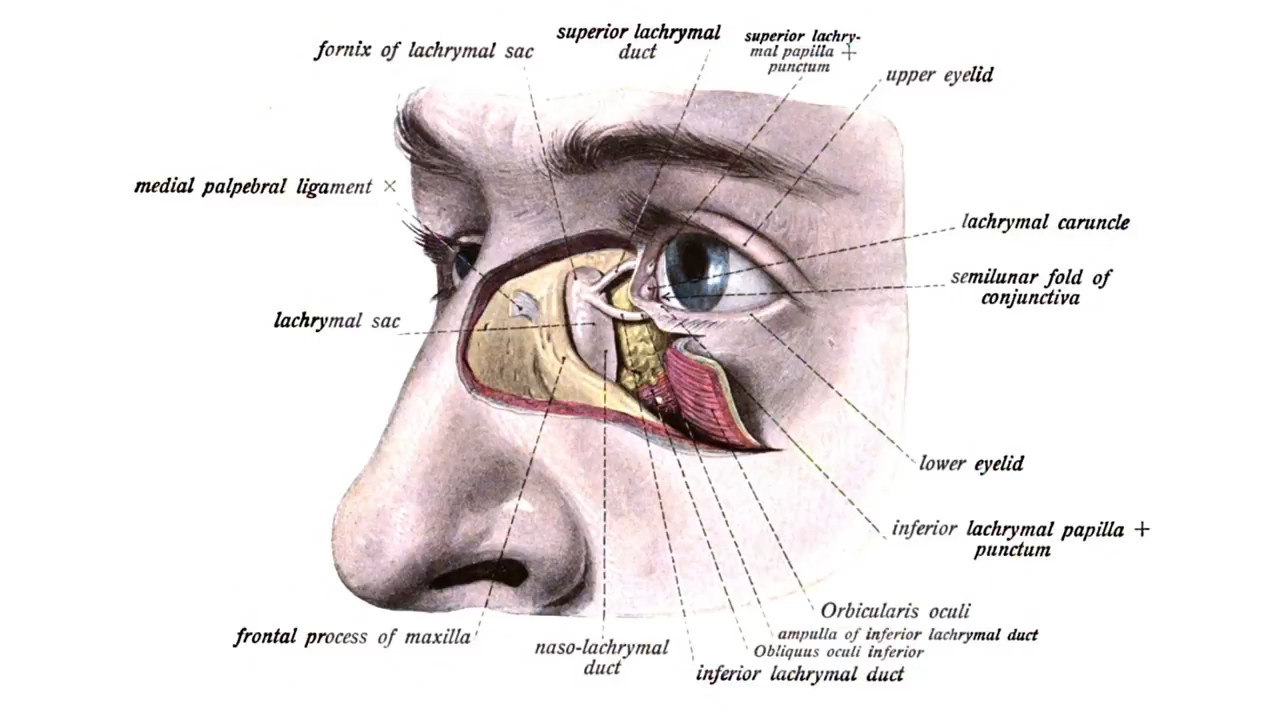 superior lachrymal
duct
superior lachry-
mal papilla +
punctum
fornix of lachrymal sac
upper eyelid
medial palpebral ligament ×
lachrymal caruncle
semilunar fold of
conjunctiva
lachrymal sac
lower eyelid
inferior lachrymal papilla +
punctum
Orbicularis oculi
ampulla of inferior lachrymal duct
Obliquus oculi inferior
inferior lachrymal duct
frontal process of maxilla
naso-lachrymal
duct